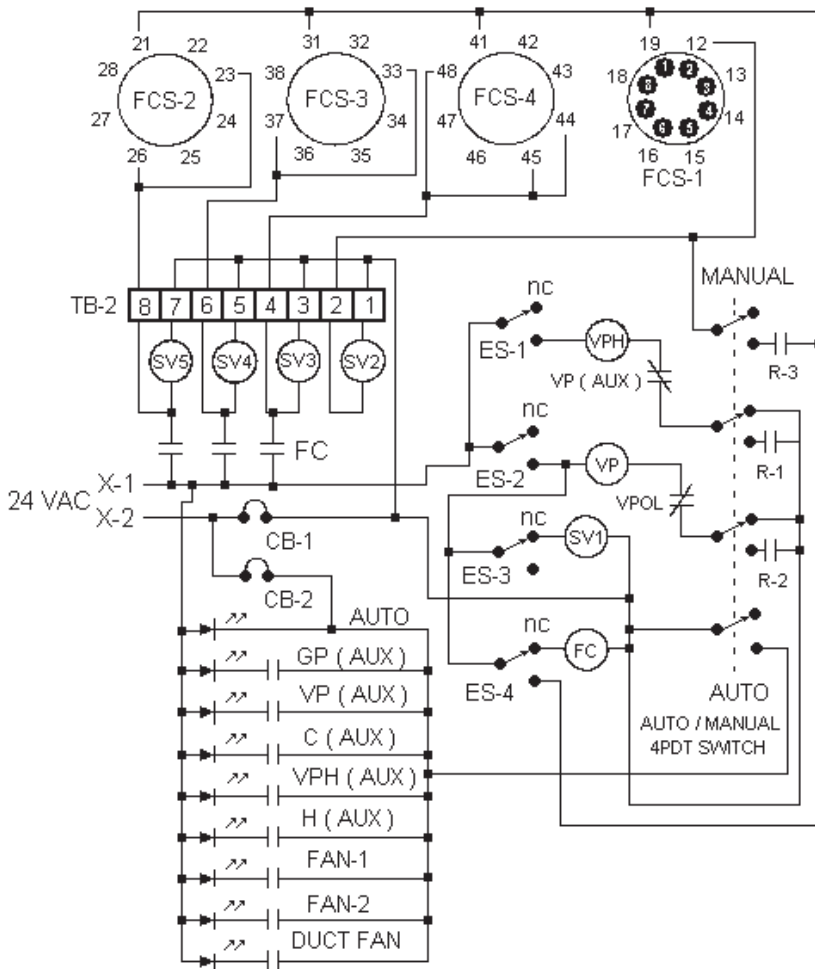 21 22 31 32 41 42 19 12
28 23 38 33 48 43 18 13
FCS-2 FCS-3 FCS-4
1 2 3 4 5 6 7 8
27 24 37 34 47 44 17 14
26 25 36 35 46 45 16 15
FCS-1
MANUAL
TB-2 8 7 6 5 4 3 2 1
nc
SV5 SV4 SV3 SV2
ES-1 VPH
VP ( AUX )
R-3
nc
FC
X-1
24 VAC
X-2
ES-2 VP
VPOL
R-1
CB-1
nc
ES-3 SV1
R-2
CB-2
AUTO
nc
GP ( AUX )
ES-4 FC
VP ( AUX )
AUTO
C ( AUX )
AUTO / MANUAL
4PDT SWITCH
VPH ( AUX )
H ( AUX )
FAN-1
FAN-2
DUCT FAN